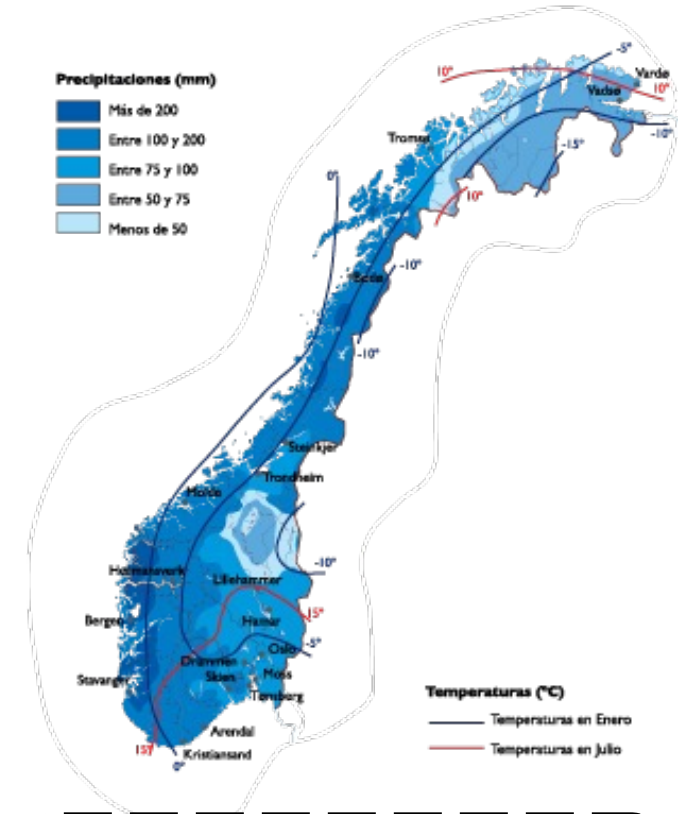 Precipitaciones (mm)
Más de 200
Entre 100 y 200
Entre 75 y 100
Entre 50 y 75
Menos de 50
-5°
10°
Vardø
Vadsø
10°
-10°
Tromsø
-15°
0°
10°
Bodø
-10°
-10°
Steinkjer
Trondheim
Molde
-10°
Hermansverk
Lillehammer
15°
Bergen
Hamar
Oslo
-5°
Drammen
Stavanger
Skien
Moss
Tønsberg
Arendal
15°
Kristiansand
0°
Temperaturas (°C)
Temperaturas en Enero
Temperaturas en Julio